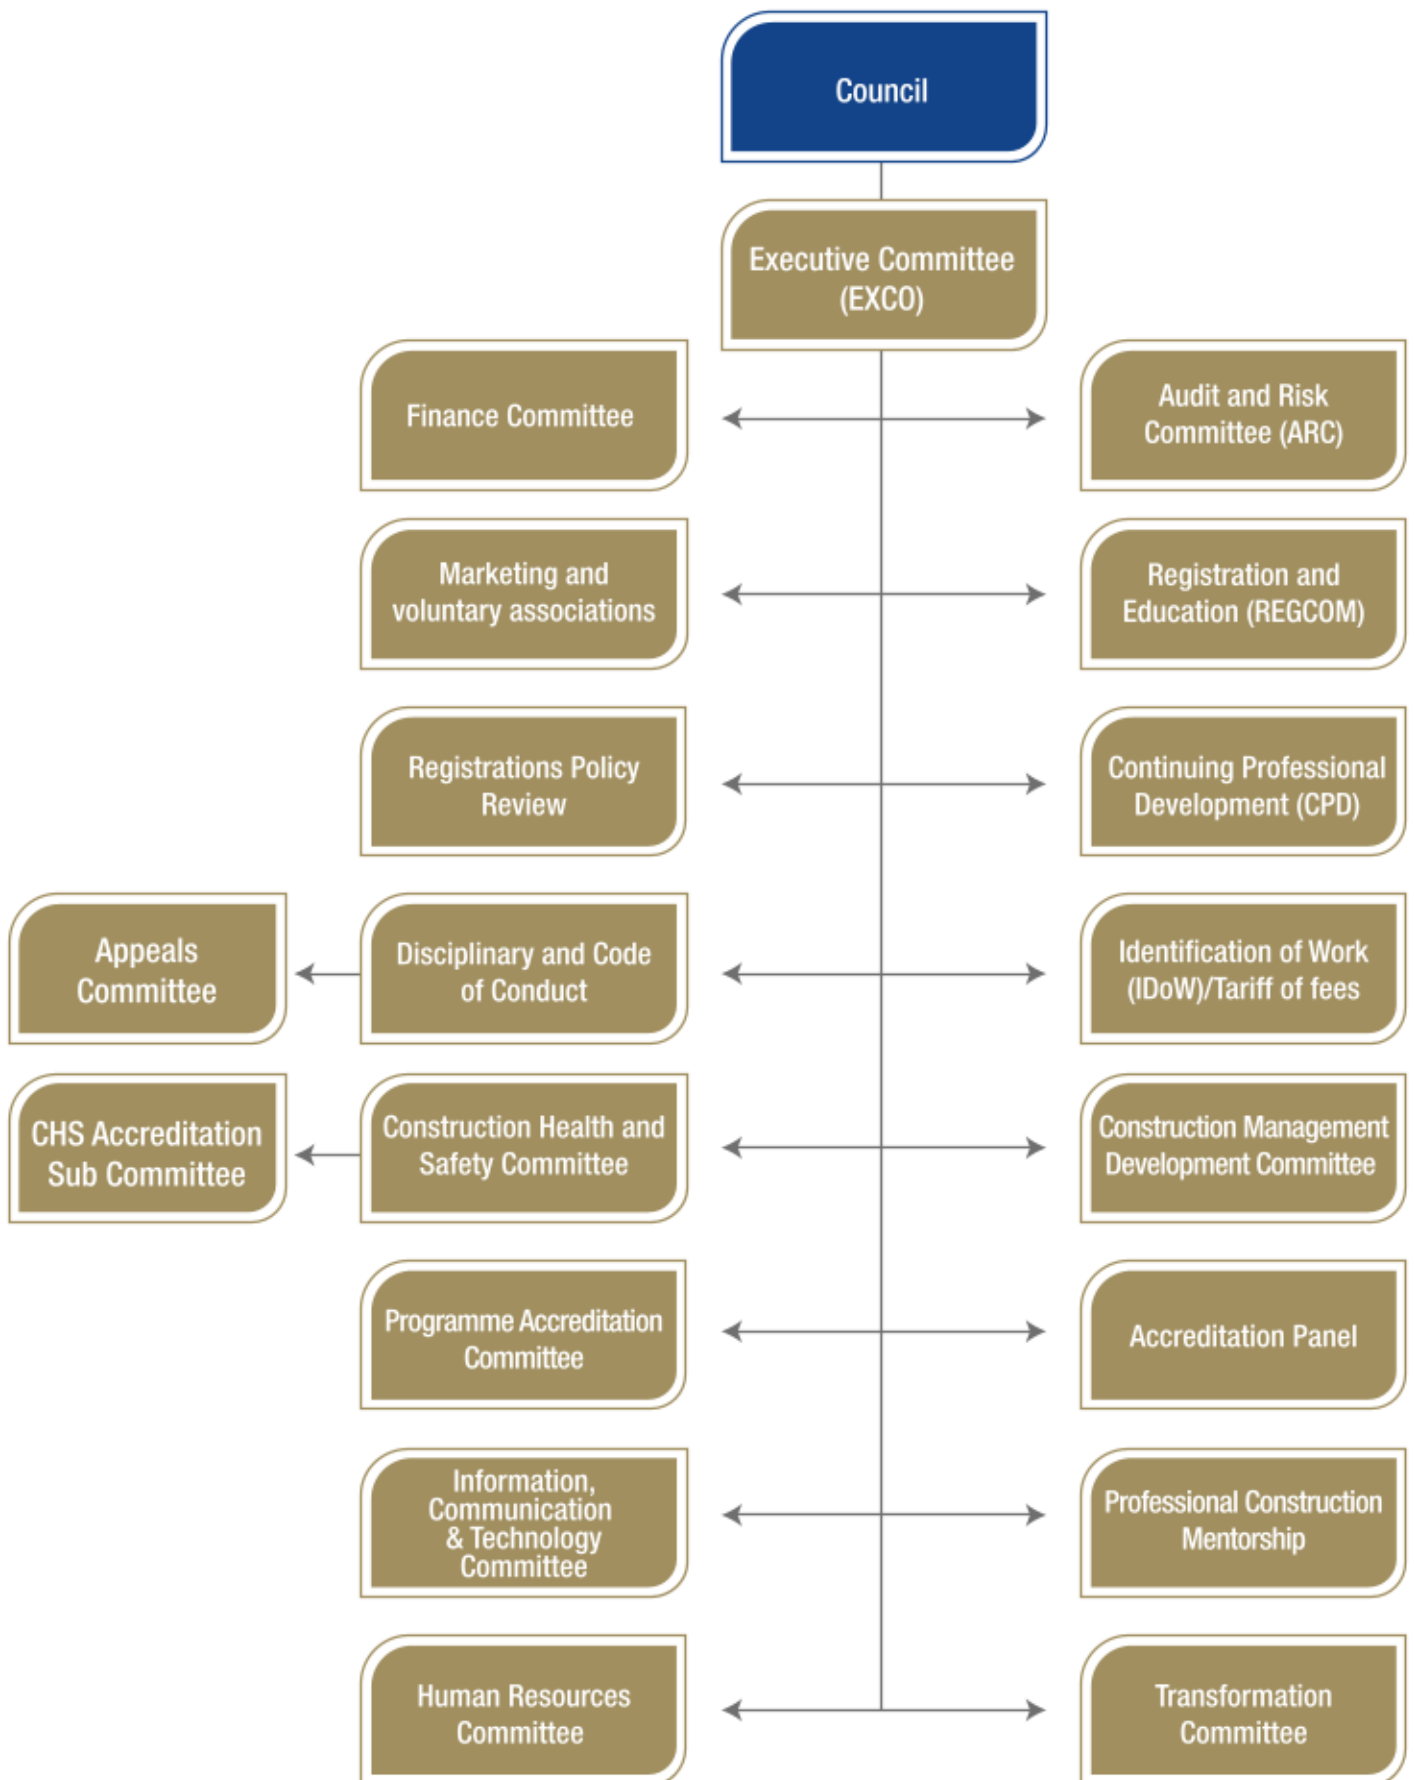 Council
Executive Committee
(EXCO)
Finance Committee
Audit and Risk
Committee (ARC)
Marketing and
voluntary associations
Registration and
Education (REGCOM)
Registrations Policy
Review
Continuing Professional
Development (CPD)
Appeals
Committee
Disciplinary and Code
of Conduct
Identification of Work
(IDoW)/Tariff of fees
CHS Accreditation
Sub Committee
Construction Health and
Safety Committee
Construction Management
Development Committee
Programme Accreditation
Committee
Accreditation Panel
Information,
Communication
& Technology
Committee
Professional Construction
Mentorship
Human Resources
Committee
Transformation
Committee